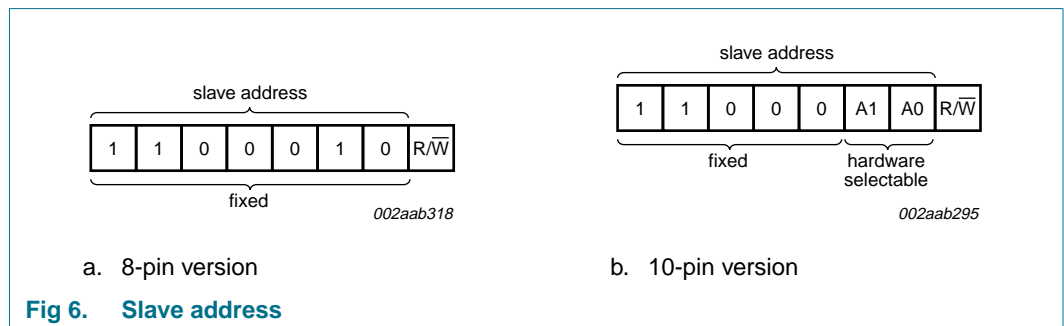 slave address
1 1 0 0 0 1 0 R/W̅
fixed
002aab318
a. 8-pin version
slave address
1 1 0 0 0 A1 A0 R/W̅
fixed hardware
selectable
002aab295
b. 10-pin version
Fig 6. Slave address